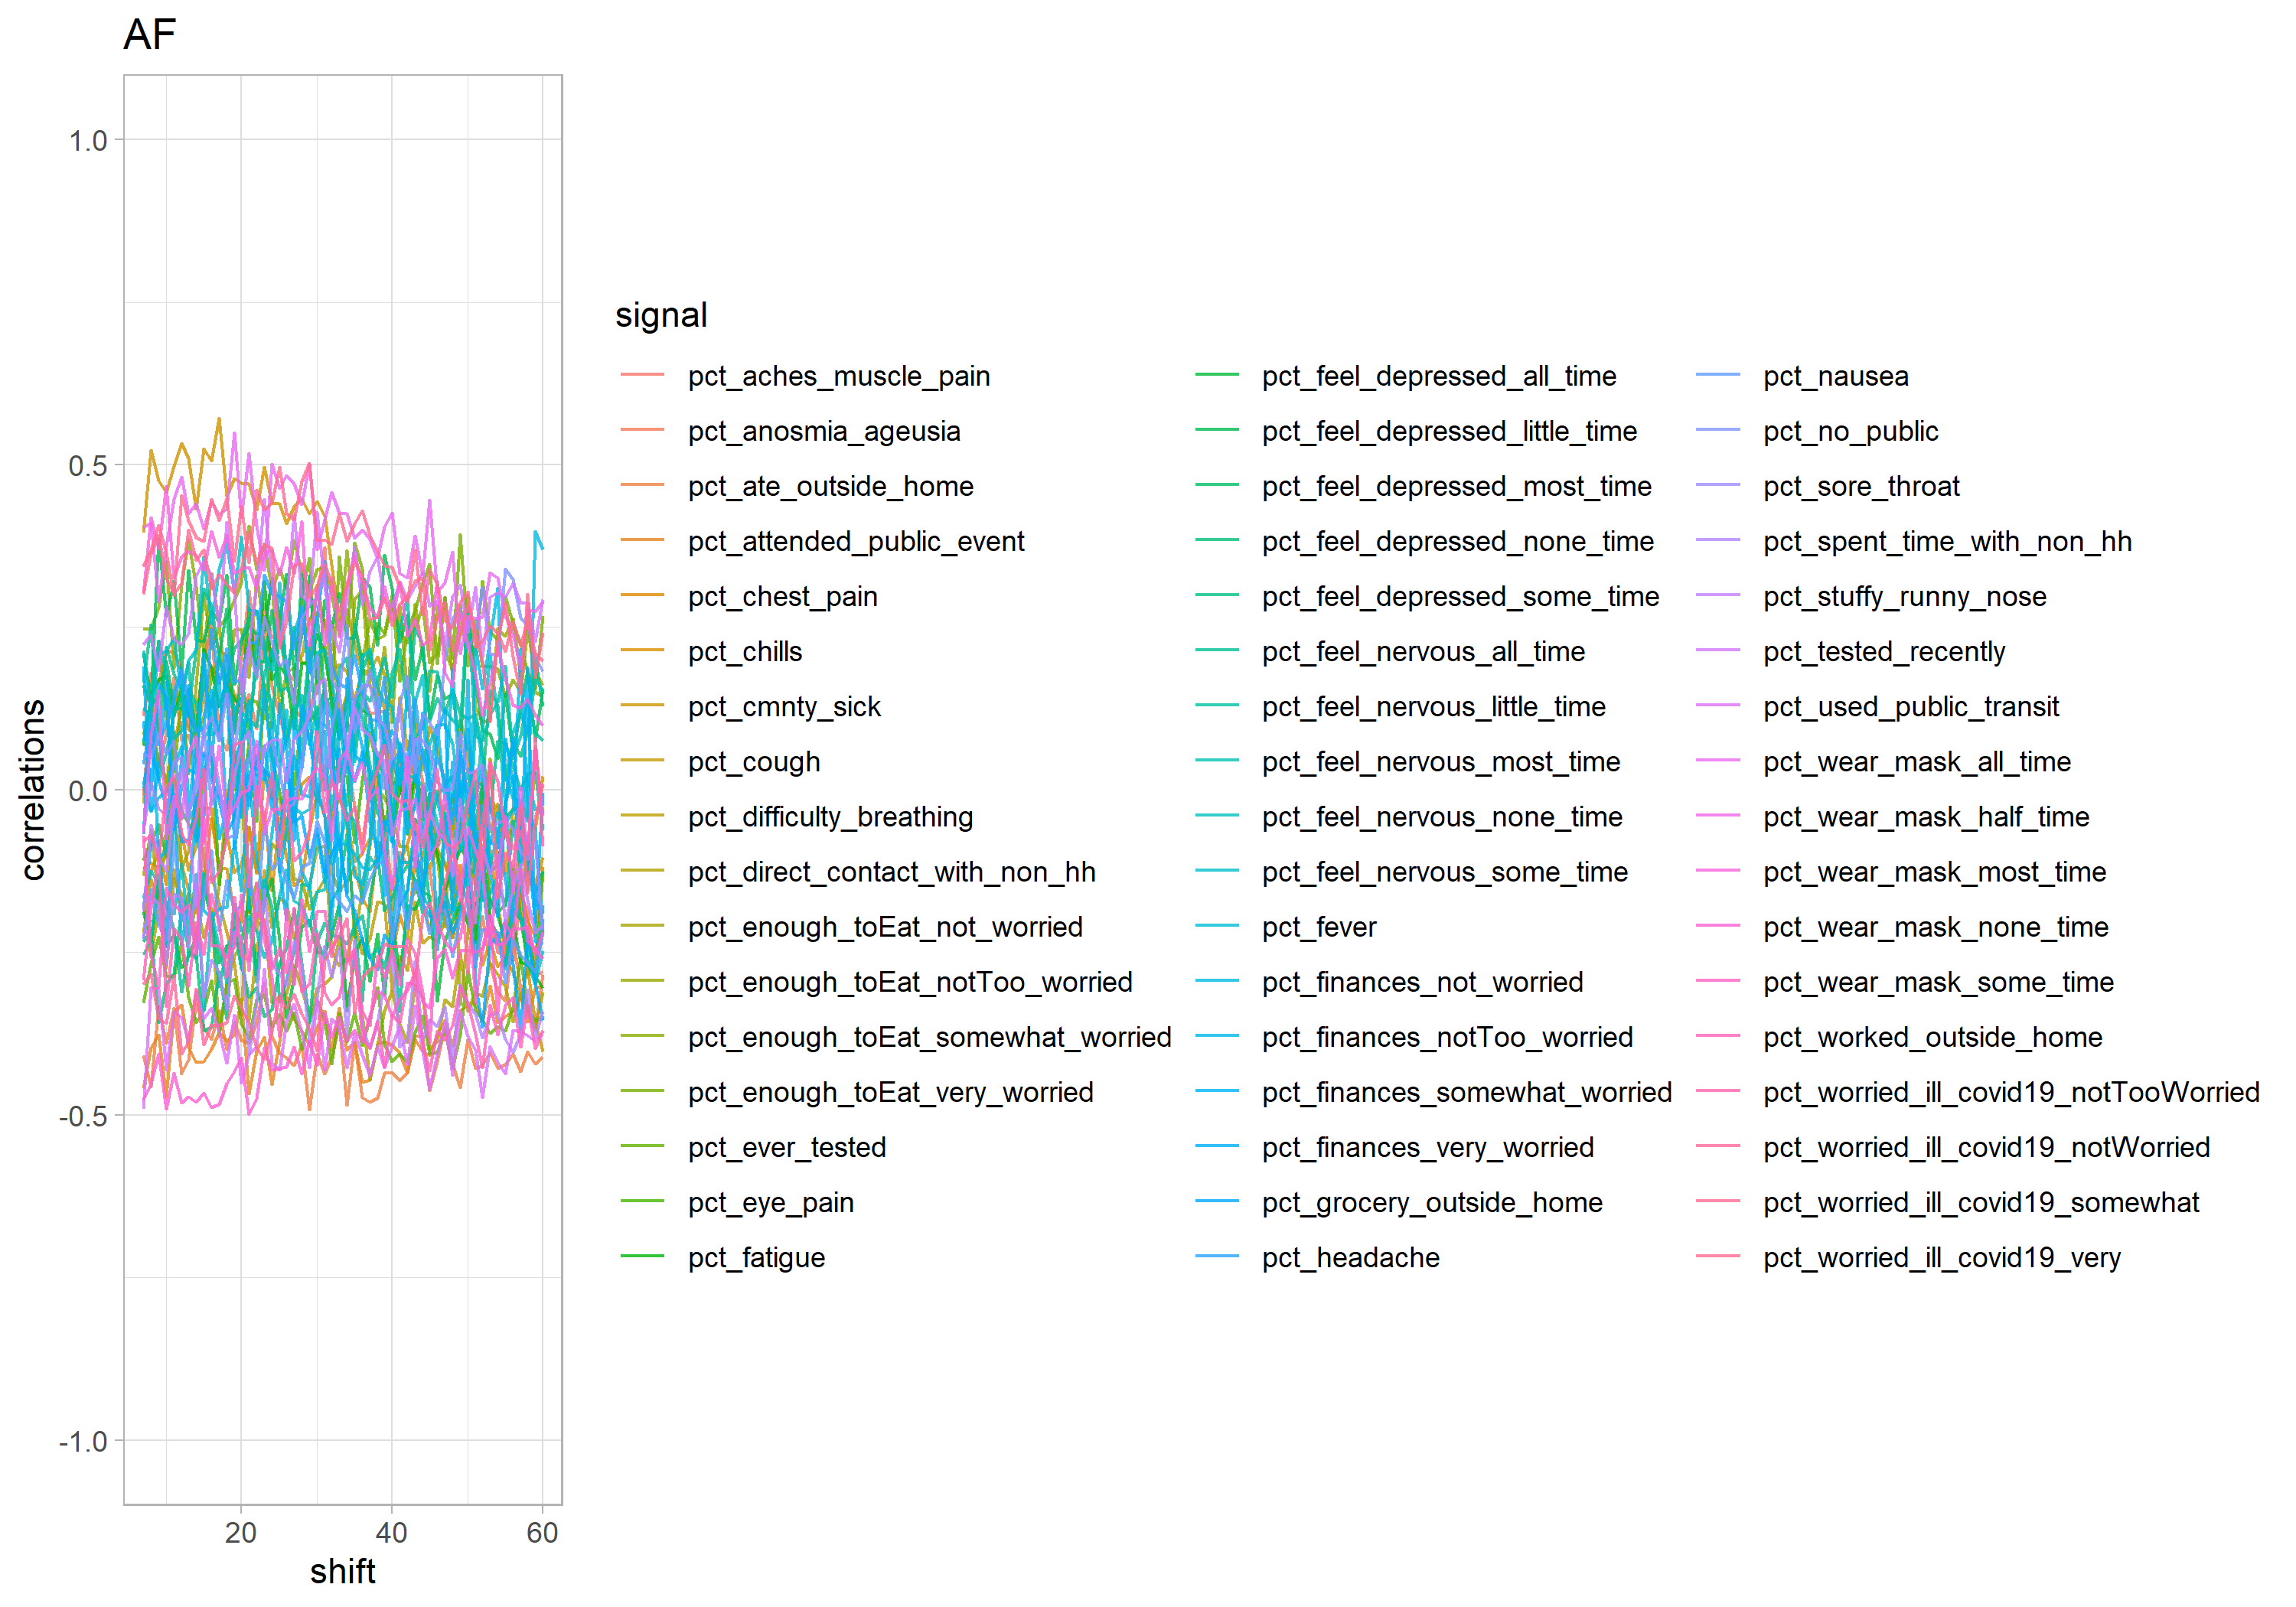 AF
correlations
1.0
0.5
0.0
-0.5
-1.0
20 40 60
shift
signal
pct_aches_muscle_pain
pct_anosmia_ageusia
pct_ate_outside_home
pct_attended_public_event
pct_chest_pain
pct_chills
pct_cmnty_sick
pct_cough
pct_difficulty_breathing
pct_direct_contact_with_non_hh
pct_enough_toEat_not_worried
pct_enough_toEat_notToo_worried
pct_enough_toEat_somewhat_worried
pct_enough_toEat_very_worried
pct_ever_tested
pct_eye_pain
pct_fatigue
pct_feel_depressed_all_time
pct_feel_depressed_little_time
pct_feel_depressed_most_time
pct_feel_depressed_none_time
pct_feel_depressed_some_time
pct_feel_nervous_all_time
pct_feel_nervous_little_time
pct_feel_nervous_most_time
pct_feel_nervous_none_time
pct_feel_nervous_some_time
pct_fever
pct_finances_not_worried
pct_finances_notToo_worried
pct_finances_somewhat_worried
pct_finances_very_worried
pct_grocery_outside_home
pct_headache
pct_nausea
pct_no_public
pct_sore_throat
pct_spent_time_with_non_hh
pct_stuffy_runny_nose
pct_tested_recently
pct_used_public_transit
pct_wear_mask_all_time
pct_wear_mask_half_time
pct_wear_mask_most_time
pct_wear_mask_none_time
pct_wear_mask_some_time
pct_worked_outside_home
pct_worried_ill_covid19_notTooWorried
pct_worried_ill_covid19_notWorried
pct_worried_ill_covid19_somewhat
pct_worried_ill_covid19_very